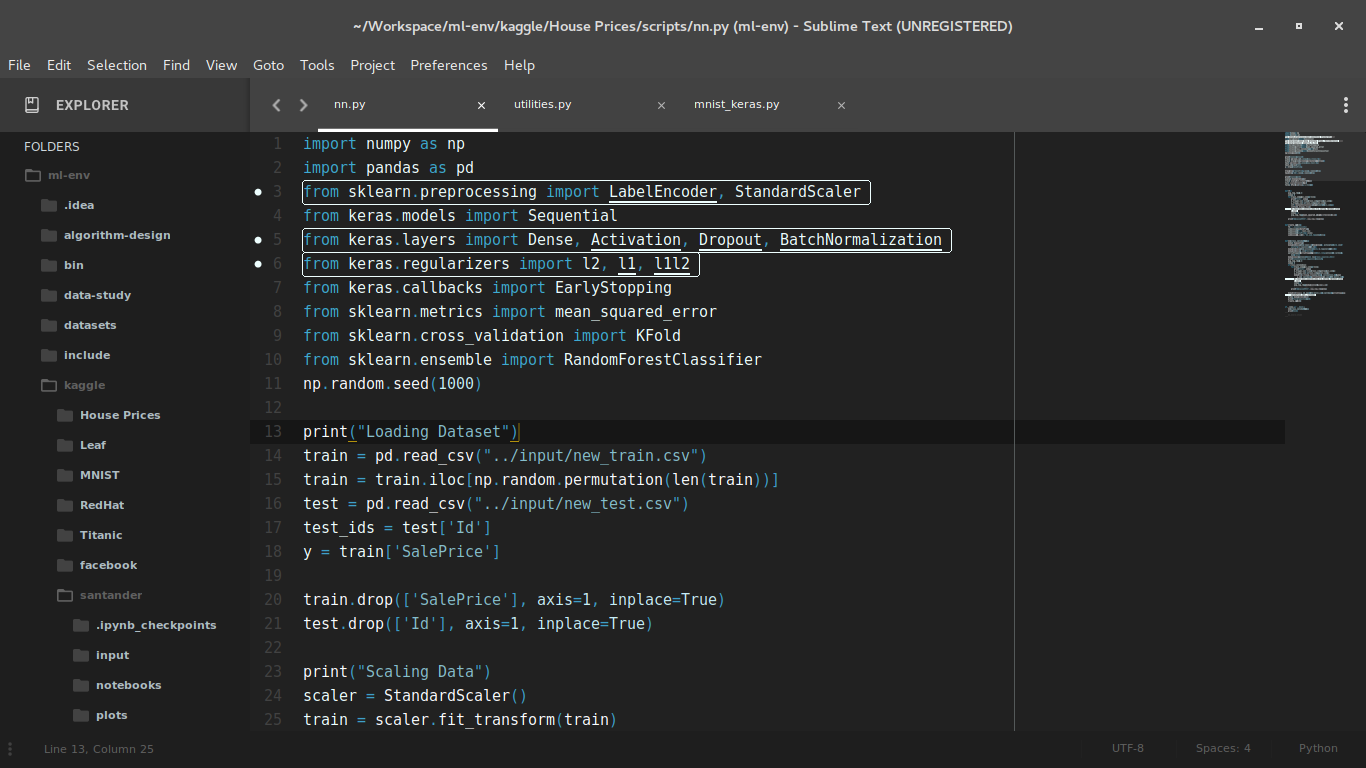 ~/Workspace/ml-env/kaggle/House Prices/scripts/nn.py (ml-env) - Sublime Text (UNREGISTERED)
File Edit Selection Find View Goto Tools Project Preferences Help
EXPLORER
nn.py utilities.py mnist_keras.py
FOLDERS
ml-env
.idea
algorithm-design
bin
data-study
datasets
include
kaggle
House Prices
Leaf
MNIST
RedHat
Titanic
facebook
santander
.ipynb_checkpoints
input
notebooks
plots
1 import numpy as np
2 import pandas as pd
3 from sklearn.preprocessing import LabelEncoder, StandardScaler
4 from keras.models import Sequential
5 from keras.layers import Dense, Activation, Dropout, BatchNormalization
6 from keras.regularizers import l2, l1, l1l2
7 from keras.callbacks import EarlyStopping
8 from sklearn.metrics import mean_squared_error
9 from sklearn.cross_validation import KFold
10 from sklearn.ensemble import RandomForestClassifier
11 np.random.seed(1000)
12
13 print("Loading Dataset")
14 train = pd.read_csv("../input/new_train.csv")
15 train = train.iloc[np.random.permutation(len(train))]
16 test = pd.read_csv("../input/new_test.csv")
17 test_ids = test['Id']
18 y = train['SalePrice']
19
20 train.drop(['SalePrice'], axis=1, inplace=True)
21 test.drop(['Id'], axis=1, inplace=True)
22
23 print("Scaling Data")
24 scaler = StandardScaler()
25 train = scaler.fit_transform(train)
Line 13, Column 25 UTF-8 Spaces: 4 Python